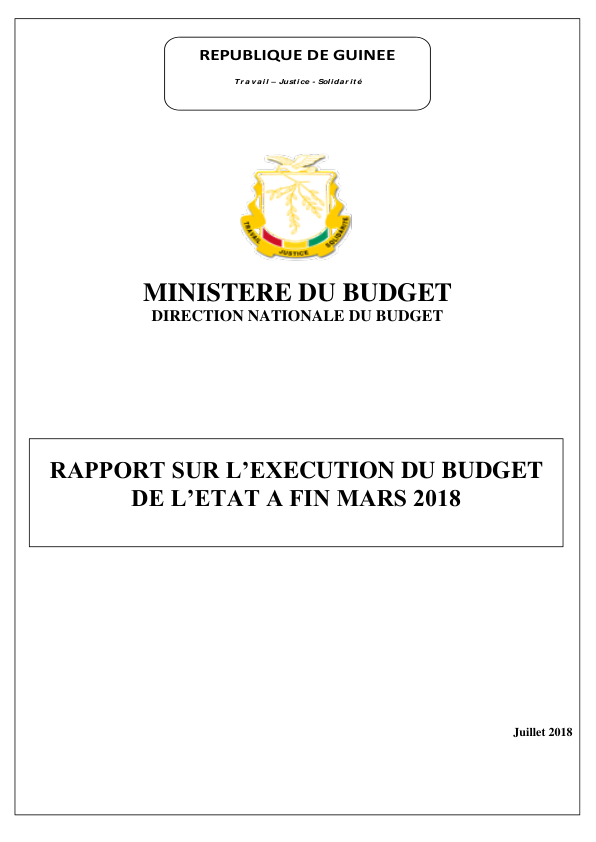 REPUBLIQUE DE GUINEE
Travail – Justice - Solidarité
TRAVAIL JUSTICE SOLIDARITÉ
MINISTERE DU BUDGET
DIRECTION NATIONALE DU BUDGET
RAPPORT SUR L’EXECUTION DU BUDGET
DE L’ETAT A FIN MARS 2018
Juillet 2018